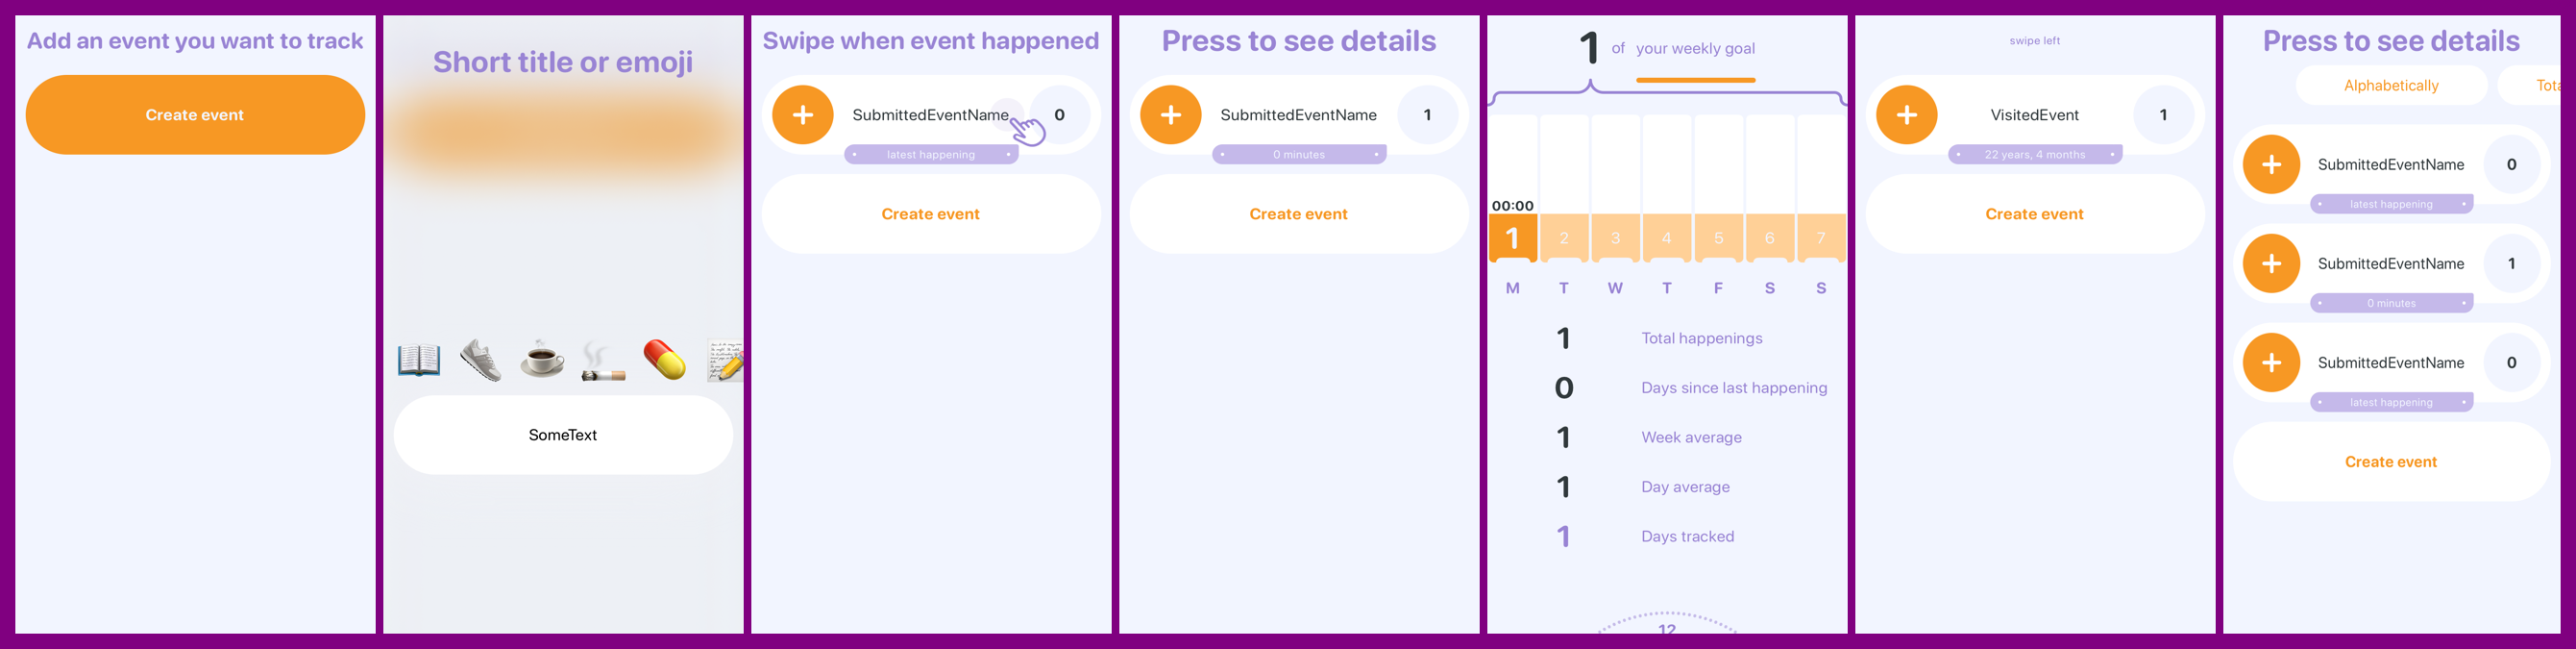 Add an event you want to track
Create event
Short title or emoji
SomeText
Swipe when event happened
SubmittedEventName
0
latest happening
Create event
Press to see details
SubmittedEventName
1
0 minutes
Create event
1 of your weekly goal
00:00
1 2 3 4 5 6 7
M T W T F S S
1 Total happenings
0 Days since last happening
1 Week average
1 Day average
1 Days tracked
12
swipe left
VisitedEvent
1
22 years, 4 months
Create event
Press to see details
Alphabetically
SubmittedEventName
0
latest happening
SubmittedEventName
1
0 minutes
SubmittedEventName
0
latest happening
Create event